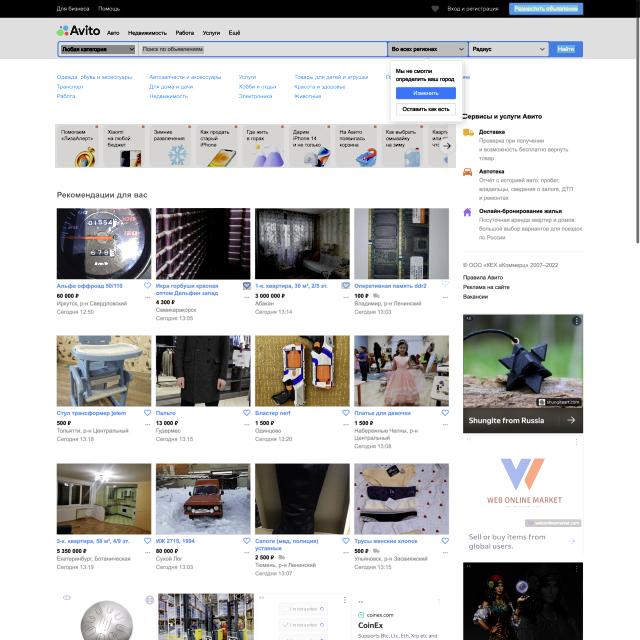 Для бизнеса Помощь Вход и регистрация Разместить объявление
Avito Авто Недвижимость Работа Услуги Ещё
Любая категория Поиск по объявлениям Во всех регионах Радиус Найти
Мы не смогли
определить ваш город
Изменить
Оставить как есть
Одежда, обувь и аксессуары Автозапчасти и аксессуары Услуги Товары для детей и игрушки
Транспорт Для дома и дачи Хобби и отдых Красота и здоровье
Работа Недвижимость Электроника Животные
Помогаем
«ЛизаАлерт»
Xiaomi
на любой
бюджет
Зимние
развлечения
Как продать
старый
iPhone
Где жить
в горах
Дарим
iPhone 14
и не только
На Авито
появилась
корзина
Как выбрать
омывайку
на зиму
Сервисы и услуги Авито
Доставка
Проверка при получении
и возможность бесплатно вернуть
товар
Автотека
Отчёт с историей авто: пробег,
владельцы, сведения о залоге, ДТП
и ремонтах
Онлайн-бронирование жилья
Посуточная аренда квартир и домов:
большой выбор вариантов для поездок
по России
© ООО «КЕХ еКоммерц» 2007–2022
Правила Авито
Реклама на сайте
Вакансии
Рекомендации для вас
Альфа оффроад 50/110
60 000 ₽
Иркутск, р-н Свердловский
Сегодня 12:50
Икра горбуши красная
оптом Дальфин запад
4 300 ₽
Семикаракорск
Сегодня 13:05
1-к. квартира, 30 м², 2/5 эт.
3 000 000 ₽
Абакан
Сегодня 13:14
Оперативная память ddr2
100 ₽
Владимир, р-н Ленинский
Сегодня 13:03
Стул трансформер jetem
500 ₽
Тольятти, р-н Центральный
Сегодня 13:18
Пальто
13 000 ₽
Гудермес
Сегодня 13:15
Бластер nerf
1 500 ₽
Одинцово
Сегодня 13:20
Платье для девочки
1 500 ₽
Набережные Челны, р-н
Центральный
Сегодня 13:08
3-к. квартира, 58 м², 4/9 эт.
5 350 000 ₽
Екатеринбург, Ботаническая
Сегодня 13:19
ИЖ 2715, 1994
80 000 ₽
Сухой Лог
Сегодня 13:03
Сапоги (мвд, полиция)
уставные
2 500 ₽
Тюмень, р-н Ленинский
Сегодня 13:07
Трусы женские хлопок
500 ₽
Ульяновск, р-н Засвияжский
Сегодня 13:15
shungiteart.com
Shungite from Russia
WEB ONLINE MARKET
webonlinemarket.com
Sell or buy items from
global users.
coinex.com
CoinEx
Supports Btc, Ltc, Eth, Xrp etc and